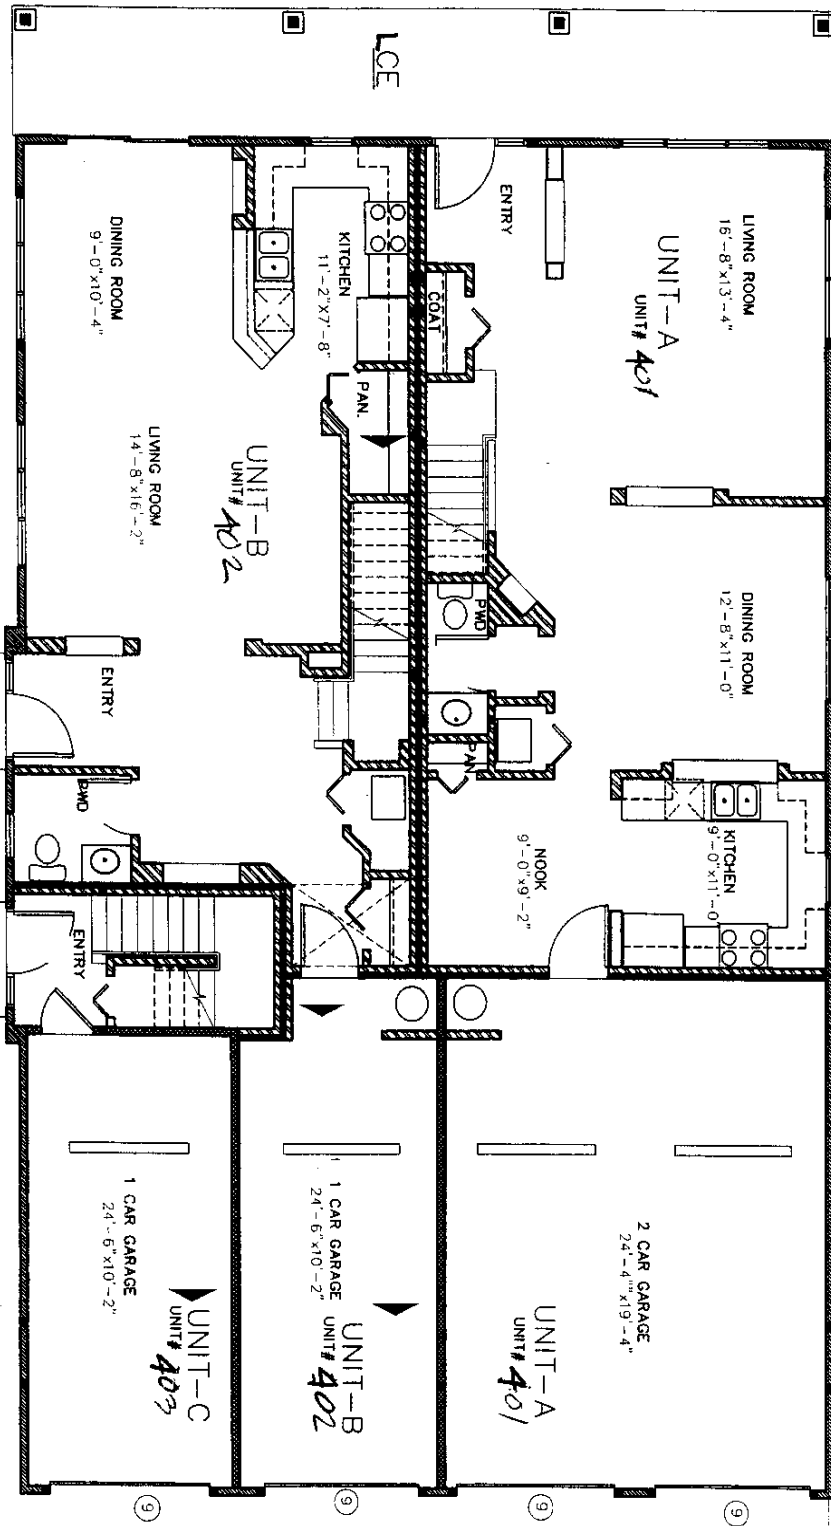 LCE
ENTRY
LIVING ROOM
16'-8"x13'-4"
UNIT-A
UNIT# 401
COAT
KITCHEN
11'-2"x7'-8"
DINING ROOM
9'-0"x10'-4"
PAN.
LIVING ROOM
14'-8"x16'-2"
UNIT-B
UNIT# 402
PWD
DINING ROOM
12'-8"x11'-0"
ENTRY
PAN
PWD
NOOK
9'-0"x9'-2"
KITCHEN
9'-0"x11'-0
ENTRY
1 CAR GARAGE
24'-6"x10'-2"
1 CAR GARAGE
24'-6"x10'-2"
2 CAR GARAGE
24'-4""x19'-4"
UNIT-C
UNIT# 403
UNIT-B
UNIT# 402
UNIT-A
UNIT# 401
9
9
9
9